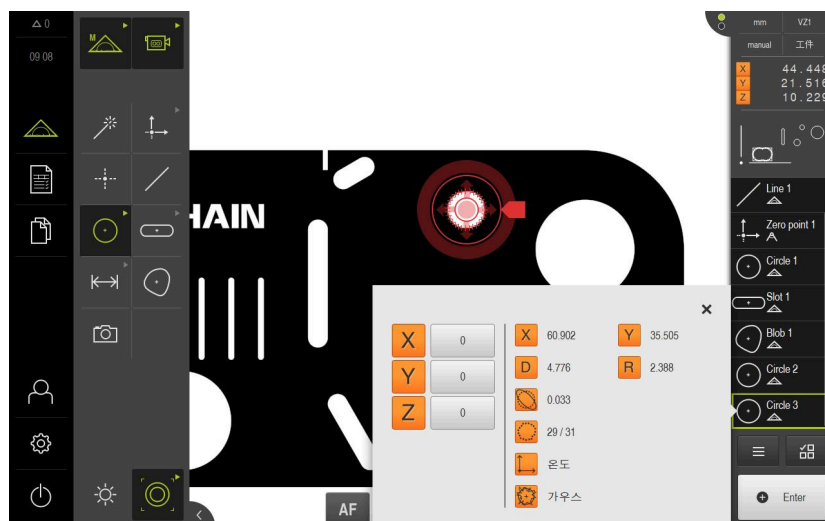 0
09 08
M
HAIN
AF
X 0
Y 0
Z 0
X 60.902
Y 35.505
D 4.776
R 2.388
0.033
29 / 31
온도
가우스
mm
VZ1
manual
工件
X 44.448
Y 21.516
Z 10.229
Line 1
Zero point 1
Circle 1
Slot 1
Blob 1
Circle 2
Circle 3
Enter